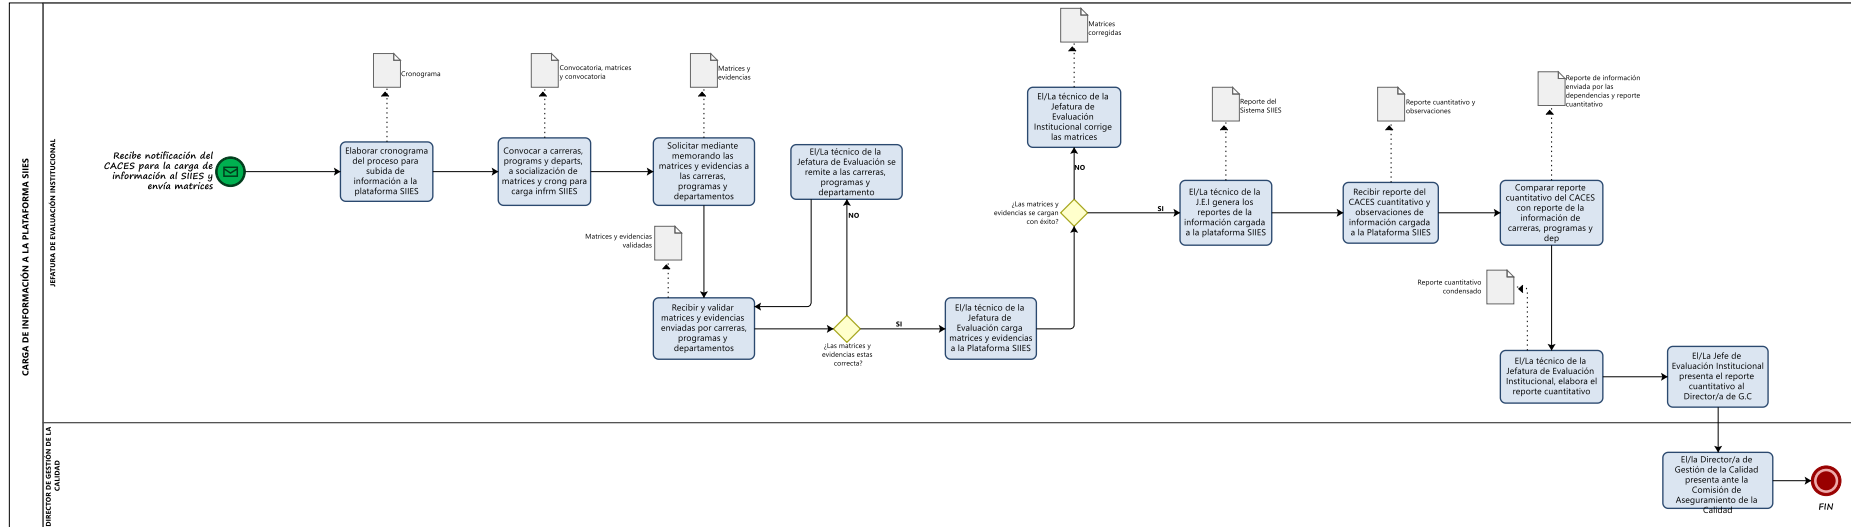 CARGA DE INFORMACIÓN A LA PLATAFORMA SIIES
JEFATURA DE EVALUACIÓN INSTITUCIONAL
Recibe notificación del
CACES para la carga de
información al SIIES y
envía matrices
Cronograma
Elaborar cronograma
del proceso para
subida de
información a la
plataforma SIIES
Convocatoria, matrices
y convocatoria
Convocar a carreras,
programs y departs,
a socialización de
matrices y crong para
carga infrm SIIES
Matrices y
evidencias
Solicitar mediante
memorando las
matrices y evidencias a
las carreras,
programas y
departamentos
El/La técnico de la
Jefatura de Evaluación se
remite a las carreras,
programas y
departamento
NO
Matrices y evidencias
validadas
Recibir y validar
matrices y evidencias
enviadas por carreras,
programas y
departamentos
¿Las matrices y
evidencias estas
correcta?
SI
El/la técnico de la
Jefatura de
Evaluación carga
matrices y evidencias
a la Plataforma SIIES
Matrices
corregidas
El/La técnico de la
Jefatura de
Evaluación
Institucional corrige
las matrices
NO
¿Las matrices y
evidencias se cargan
con éxito?
SI
Reporte del
Sistema SIIES
El/La técnico de la
J.E.I genera los
reportes de la
información cargada
a la plataforma SIIES
Reporte cuantitativo y
observaciones
Recibir reporte del
CACES cuantitativo y
observaciones de
información cargada
a la Plataforma SIIES
Reporte de información
enviada por las
dependencias y reporte
cuantitativo
Comparar reporte
cuantitativo del CACES
con reporte de la
información de
carreras, programas y
dep
Reporte cuantitativo
condensado
El/La técnico de la
Jefatura de Evaluación
Institucional, elabora el
reporte cuantitativo
El/La Jefe de
Evaluación Institucional
presenta el reporte
cuantitativo al
Director/a de G.C
DIRECTOR DE GESTIÓN DE LA
CALIDAD
El/la Director/a de
Gestión de la Calidad
presenta ante la
Comisión de
Aseguramiento de la
Calidad
FIN